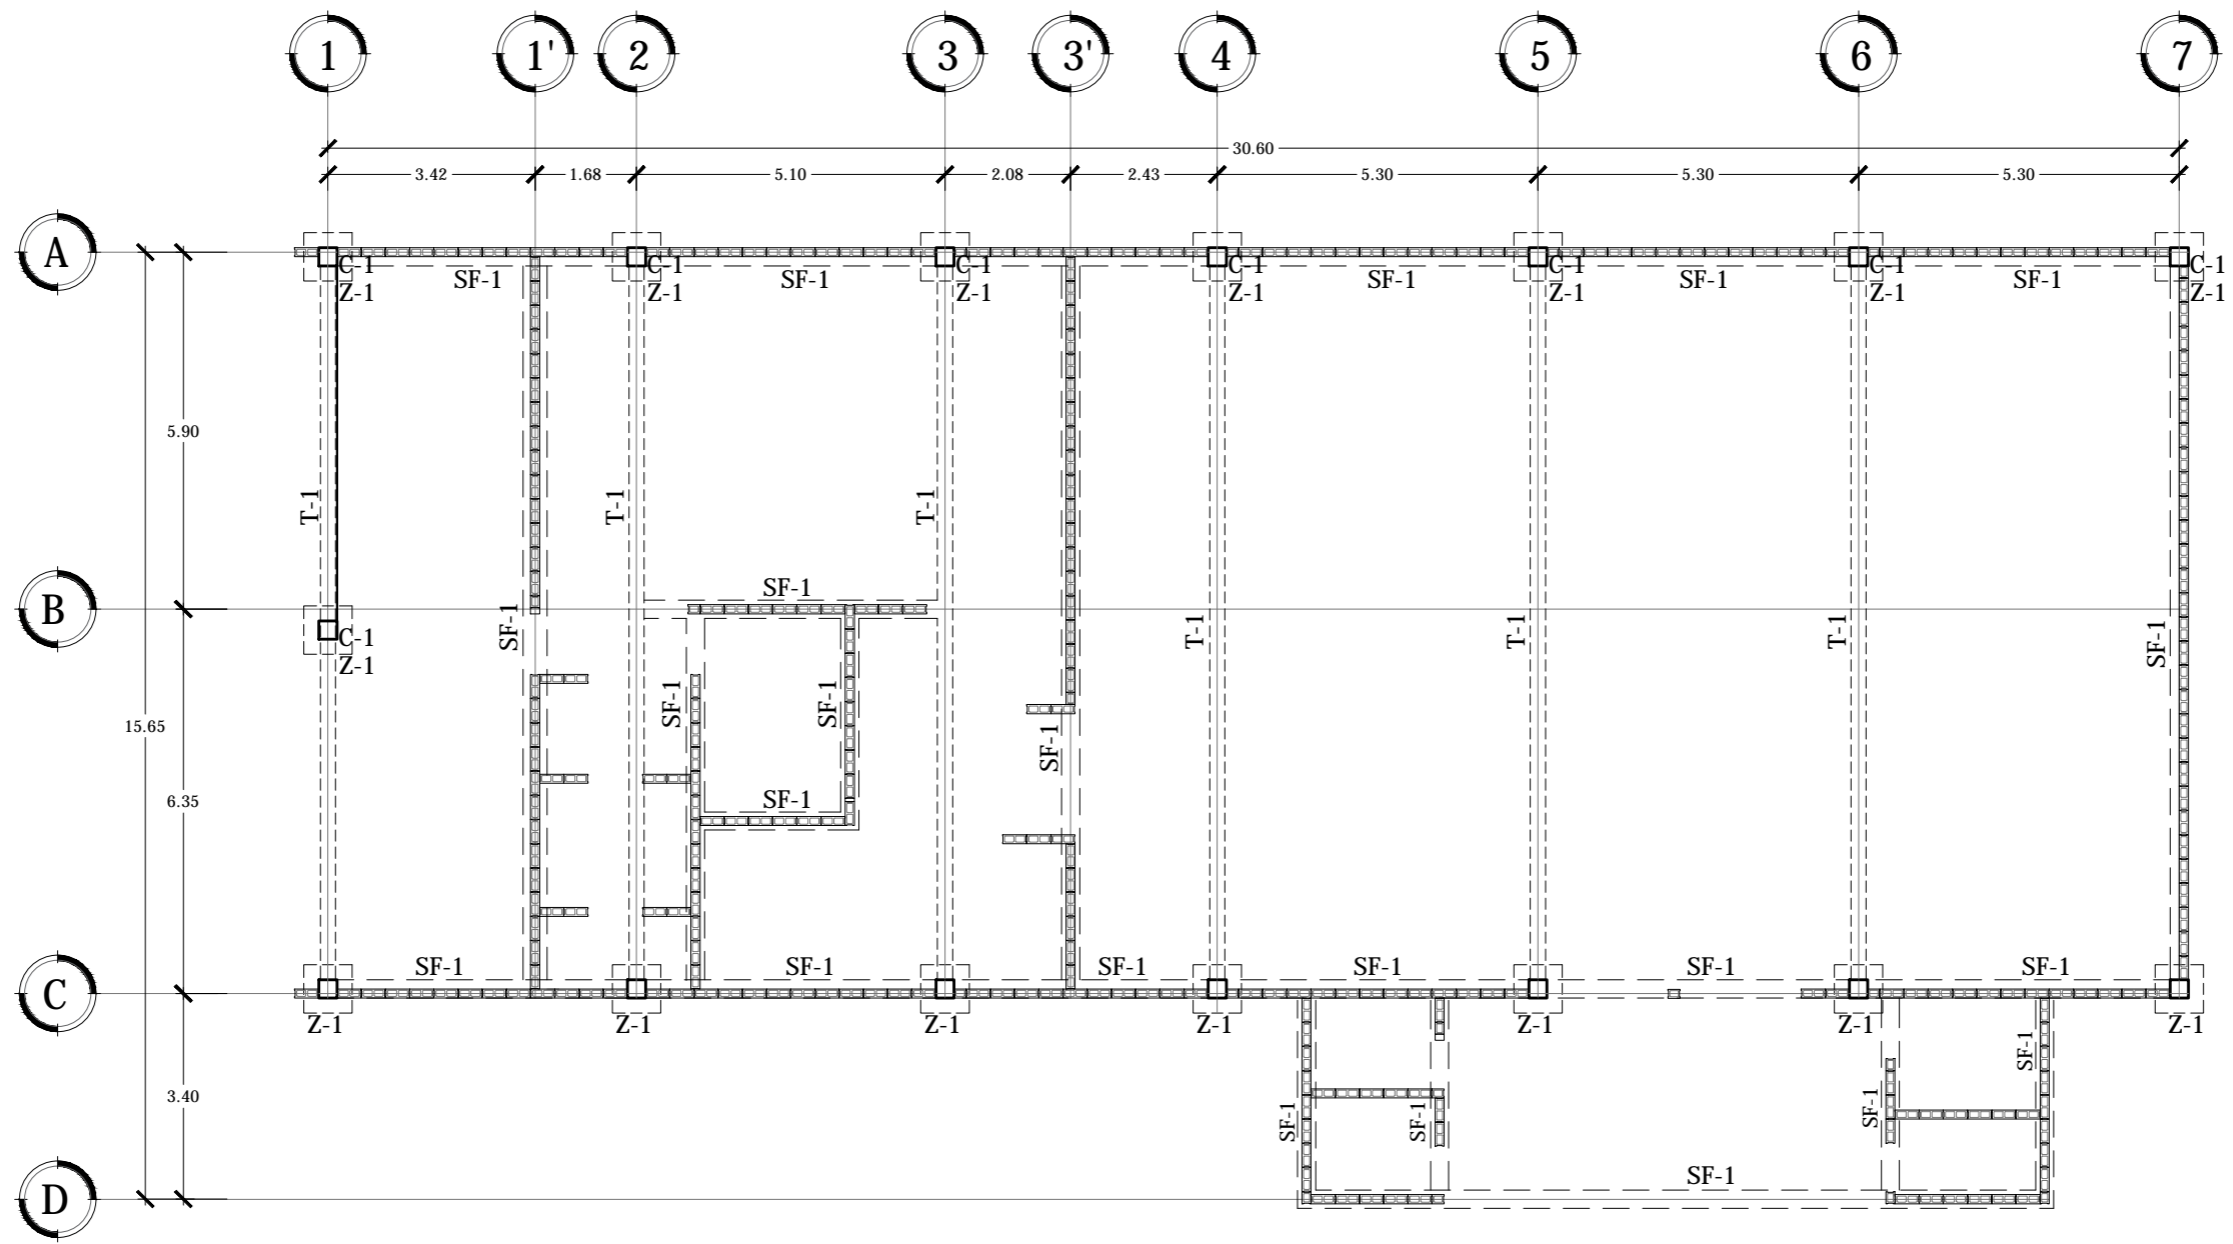 1 1' 2 3 3' 4 5 6 7
30.60
3.42 1.68 5.10 2.08 2.43 5.30 5.30 5.30
A
C-1 C-1 C-1 C-1 C-1 C-1 C-1
SF-1 SF-1 SF-1 SF-1 SF-1
Z-1 Z-1 Z-1 Z-1 Z-1 Z-1 Z-1
5.90
T-1 T-1 T-1
SF-1
B
SF-1
C-1
Z-1
T-1 T-1 T-1
SF-1
SF-1 SF-1
15.65
SF-1
6.35
SF-1
SF-1 SF-1 SF-1 SF-1 SF-1 SF-1
C
Z-1 Z-1 Z-1 Z-1 Z-1 Z-1 Z-1
SF-1
3.40
SF-1 SF-1 SF-1
SF-1
D